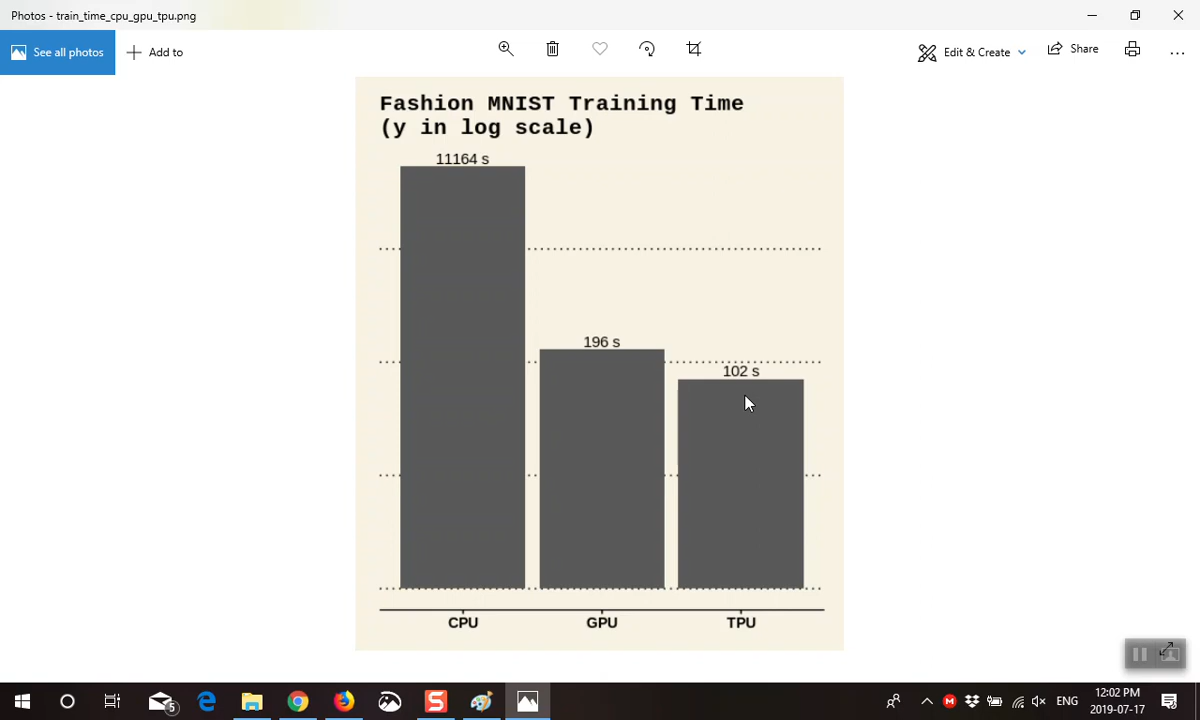 Photos - train_time_cpu_gpu_tpu.png
See all photos
Add to
Edit & Create
Share
Fashion MNIST Training Time
(y in log scale)
11164 s
196 s
102 s
CPU
GPU
TPU
5
ENG
12:02 PM
2019-07-17